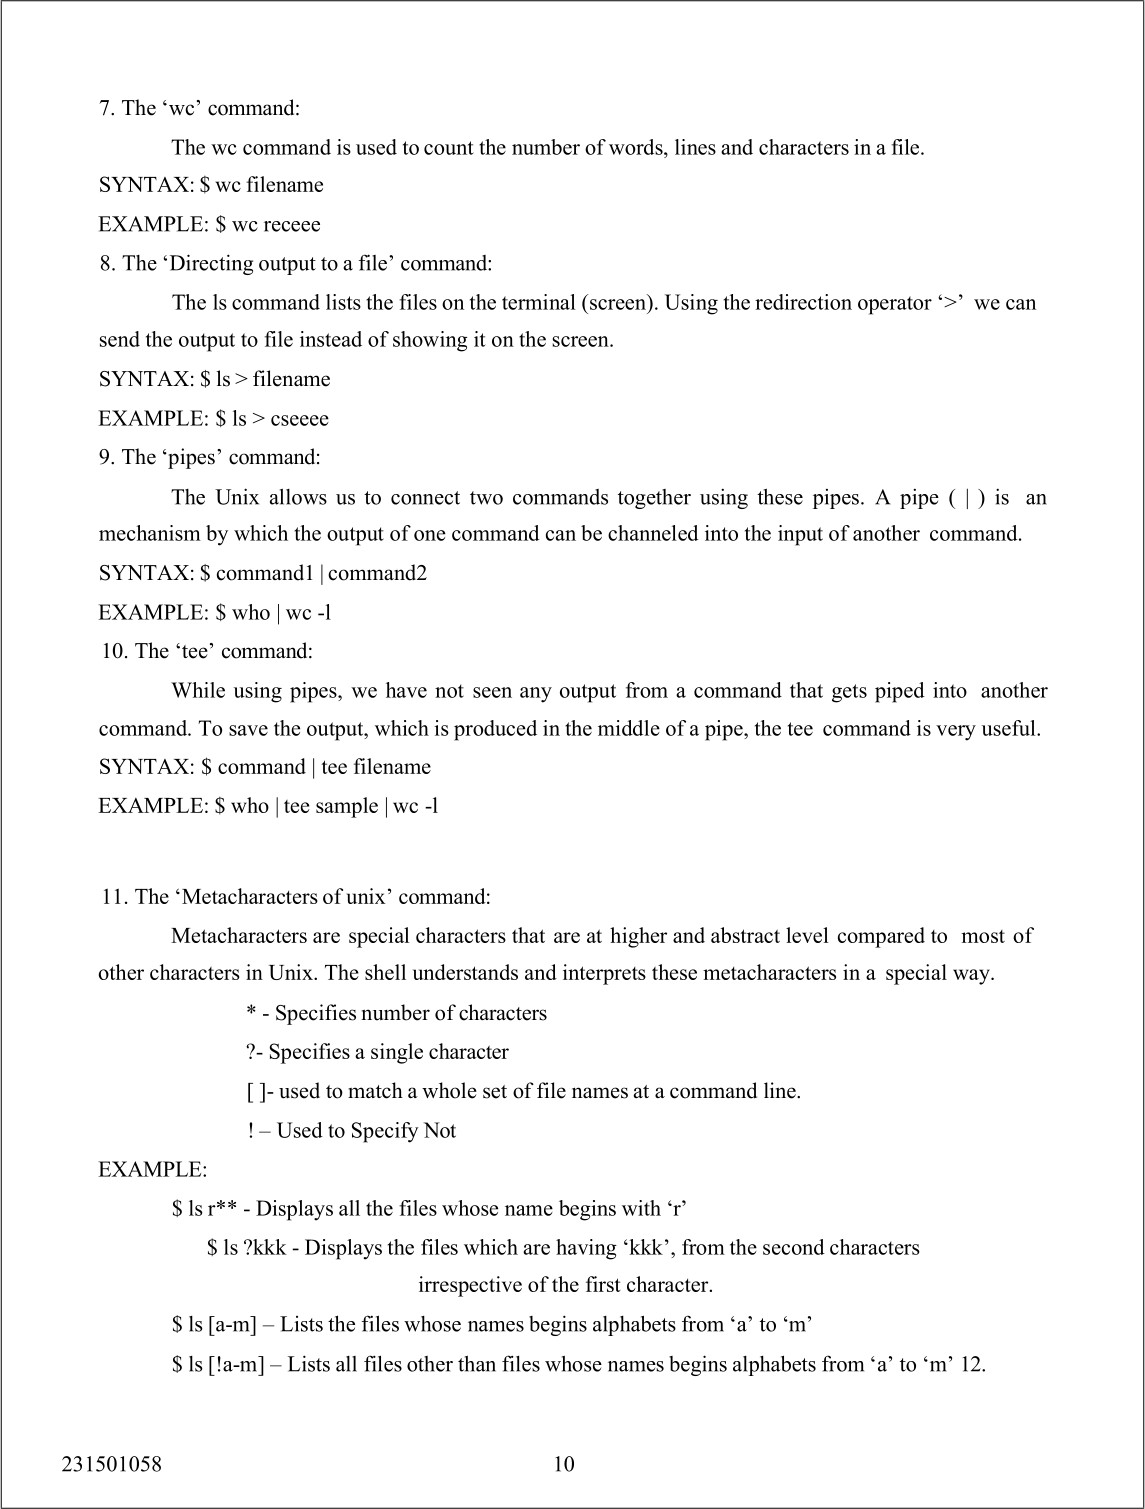 7. The ‘wc’ command:
The wc command is used to count the number of words, lines and characters in a file.
SYNTAX: $ wc filename
EXAMPLE: $ wc receee
8. The ‘Directing output to a file’ command:
The ls command lists the files on the terminal (screen). Using the redirection operator ‘>’ we can
send the output to file instead of showing it on the screen.
SYNTAX: $ ls > filename
EXAMPLE: $ ls > cseeee
9. The ‘pipes’ command:
The Unix allows us to connect two commands together using these pipes. A pipe ( | ) is an
mechanism by which the output of one command can be channeled into the input of another command.
SYNTAX: $ command1 | command2
EXAMPLE: $ who | wc -l
10. The ‘tee’ command:
While using pipes, we have not seen any output from a command that gets piped into another
command. To save the output, which is produced in the middle of a pipe, the tee command is very useful.
SYNTAX: $ command | tee filename
EXAMPLE: $ who | tee sample | wc -l
11. The ‘Metacharacters of unix’ command:
Metacharacters are special characters that are at higher and abstract level compared to most of
other characters in Unix. The shell understands and interprets these metacharacters in a special way.
* - Specifies number of characters
?- Specifies a single character
[ ]- used to match a whole set of file names at a command line.
! – Used to Specify Not
EXAMPLE:
$ ls r** - Displays all the files whose name begins with ‘r’
$ ls ?kkk - Displays the files which are having ‘kkk’, from the second characters
irrespective of the first character.
$ ls [a-m] – Lists the files whose names begins alphabets from ‘a’ to ‘m’
$ ls [!a-m] – Lists all files other than files whose names begins alphabets from ‘a’ to ‘m’ 12.
231501058 10